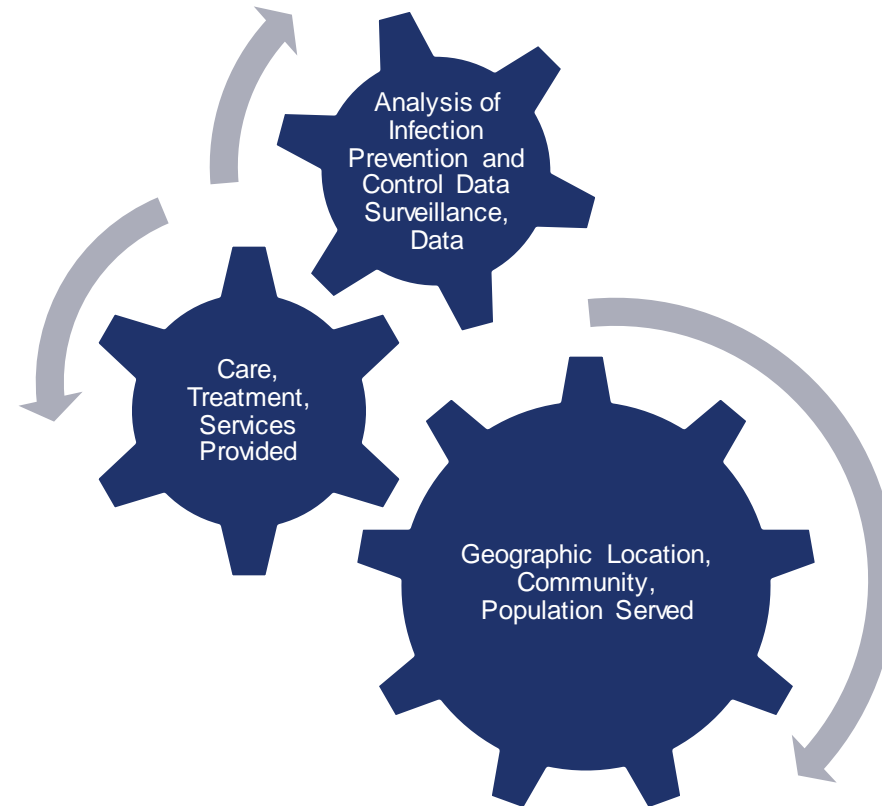 Analysis of
Infection
Prevention and
Control Data
Surveillance,
Data
Care,
Treatment,
Services
Provided
Geographic Location,
Community,
Population Served